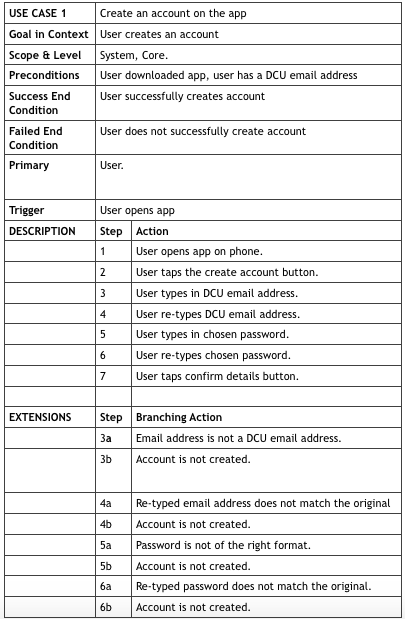 USE CASE 1 Create an account on the app
Goal in Context User creates an account
Scope & Level System, Core.
Preconditions User downloaded app, user has a DCU email address
Success End User successfully creates account
Condition
Failed End User does not successfully create account
Condition
Primary User.
Trigger User opens app
DESCRIPTION Step Action
1 User opens app on phone.
2 User taps the create account button.
3 User types in DCU email address.
4 User re-types DCU email address.
5 User types in chosen password.
6 User re-types chosen password.
7 User taps confirm details button.
EXTENSIONS Step Branching Action
3a Email address is not a DCU email address.
3b Account is not created.
4a Re-typed email address does not match the original
4b Account is not created.
5a Password is not of the right format.
5b Account is not created.
6a Re-typed password does not match the original.
6b Account is not created.